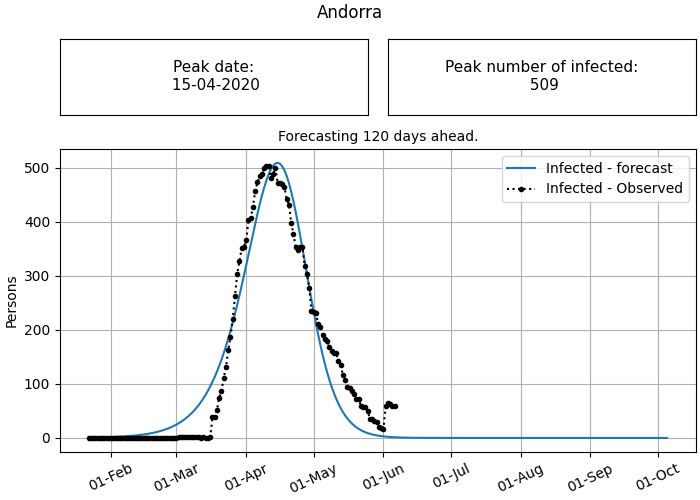 Andorra
Peak date:
15-04-2020
Peak number of infected:
509
Forecasting 120 days ahead.
Infected - forecast
Infected - Observed
500
400
300
200
100
0
Persons
01-Feb
01-Mar
01-Apr
01-May
01-Jun
01-Jul
01-Aug
01-Sep
01-Oct